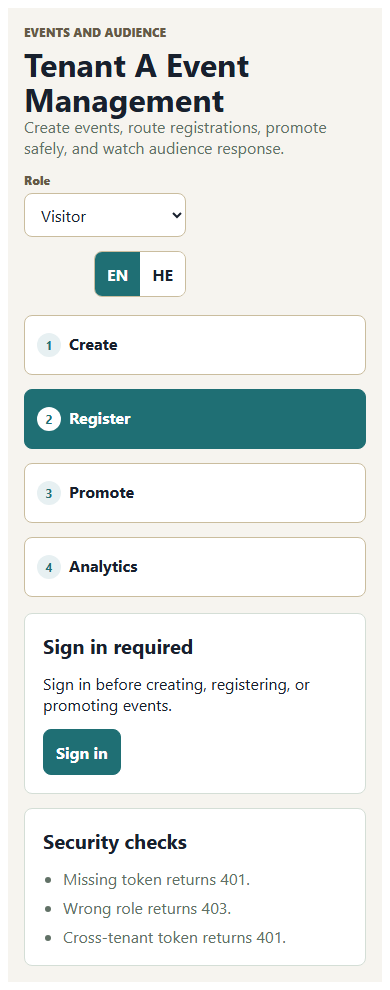 EVENTS AND AUDIENCE
Tenant A Event
Management
Create events, route registrations, promote
safely, and watch audience response.
Role
Visitor
EN HE
1 Create
2 Register
3 Promote
4 Analytics
Sign in required
Sign in before creating, registering, or
promoting events.
Sign in
Security checks
• Missing token returns 401.
• Wrong role returns 403.
• Cross-tenant token returns 401.